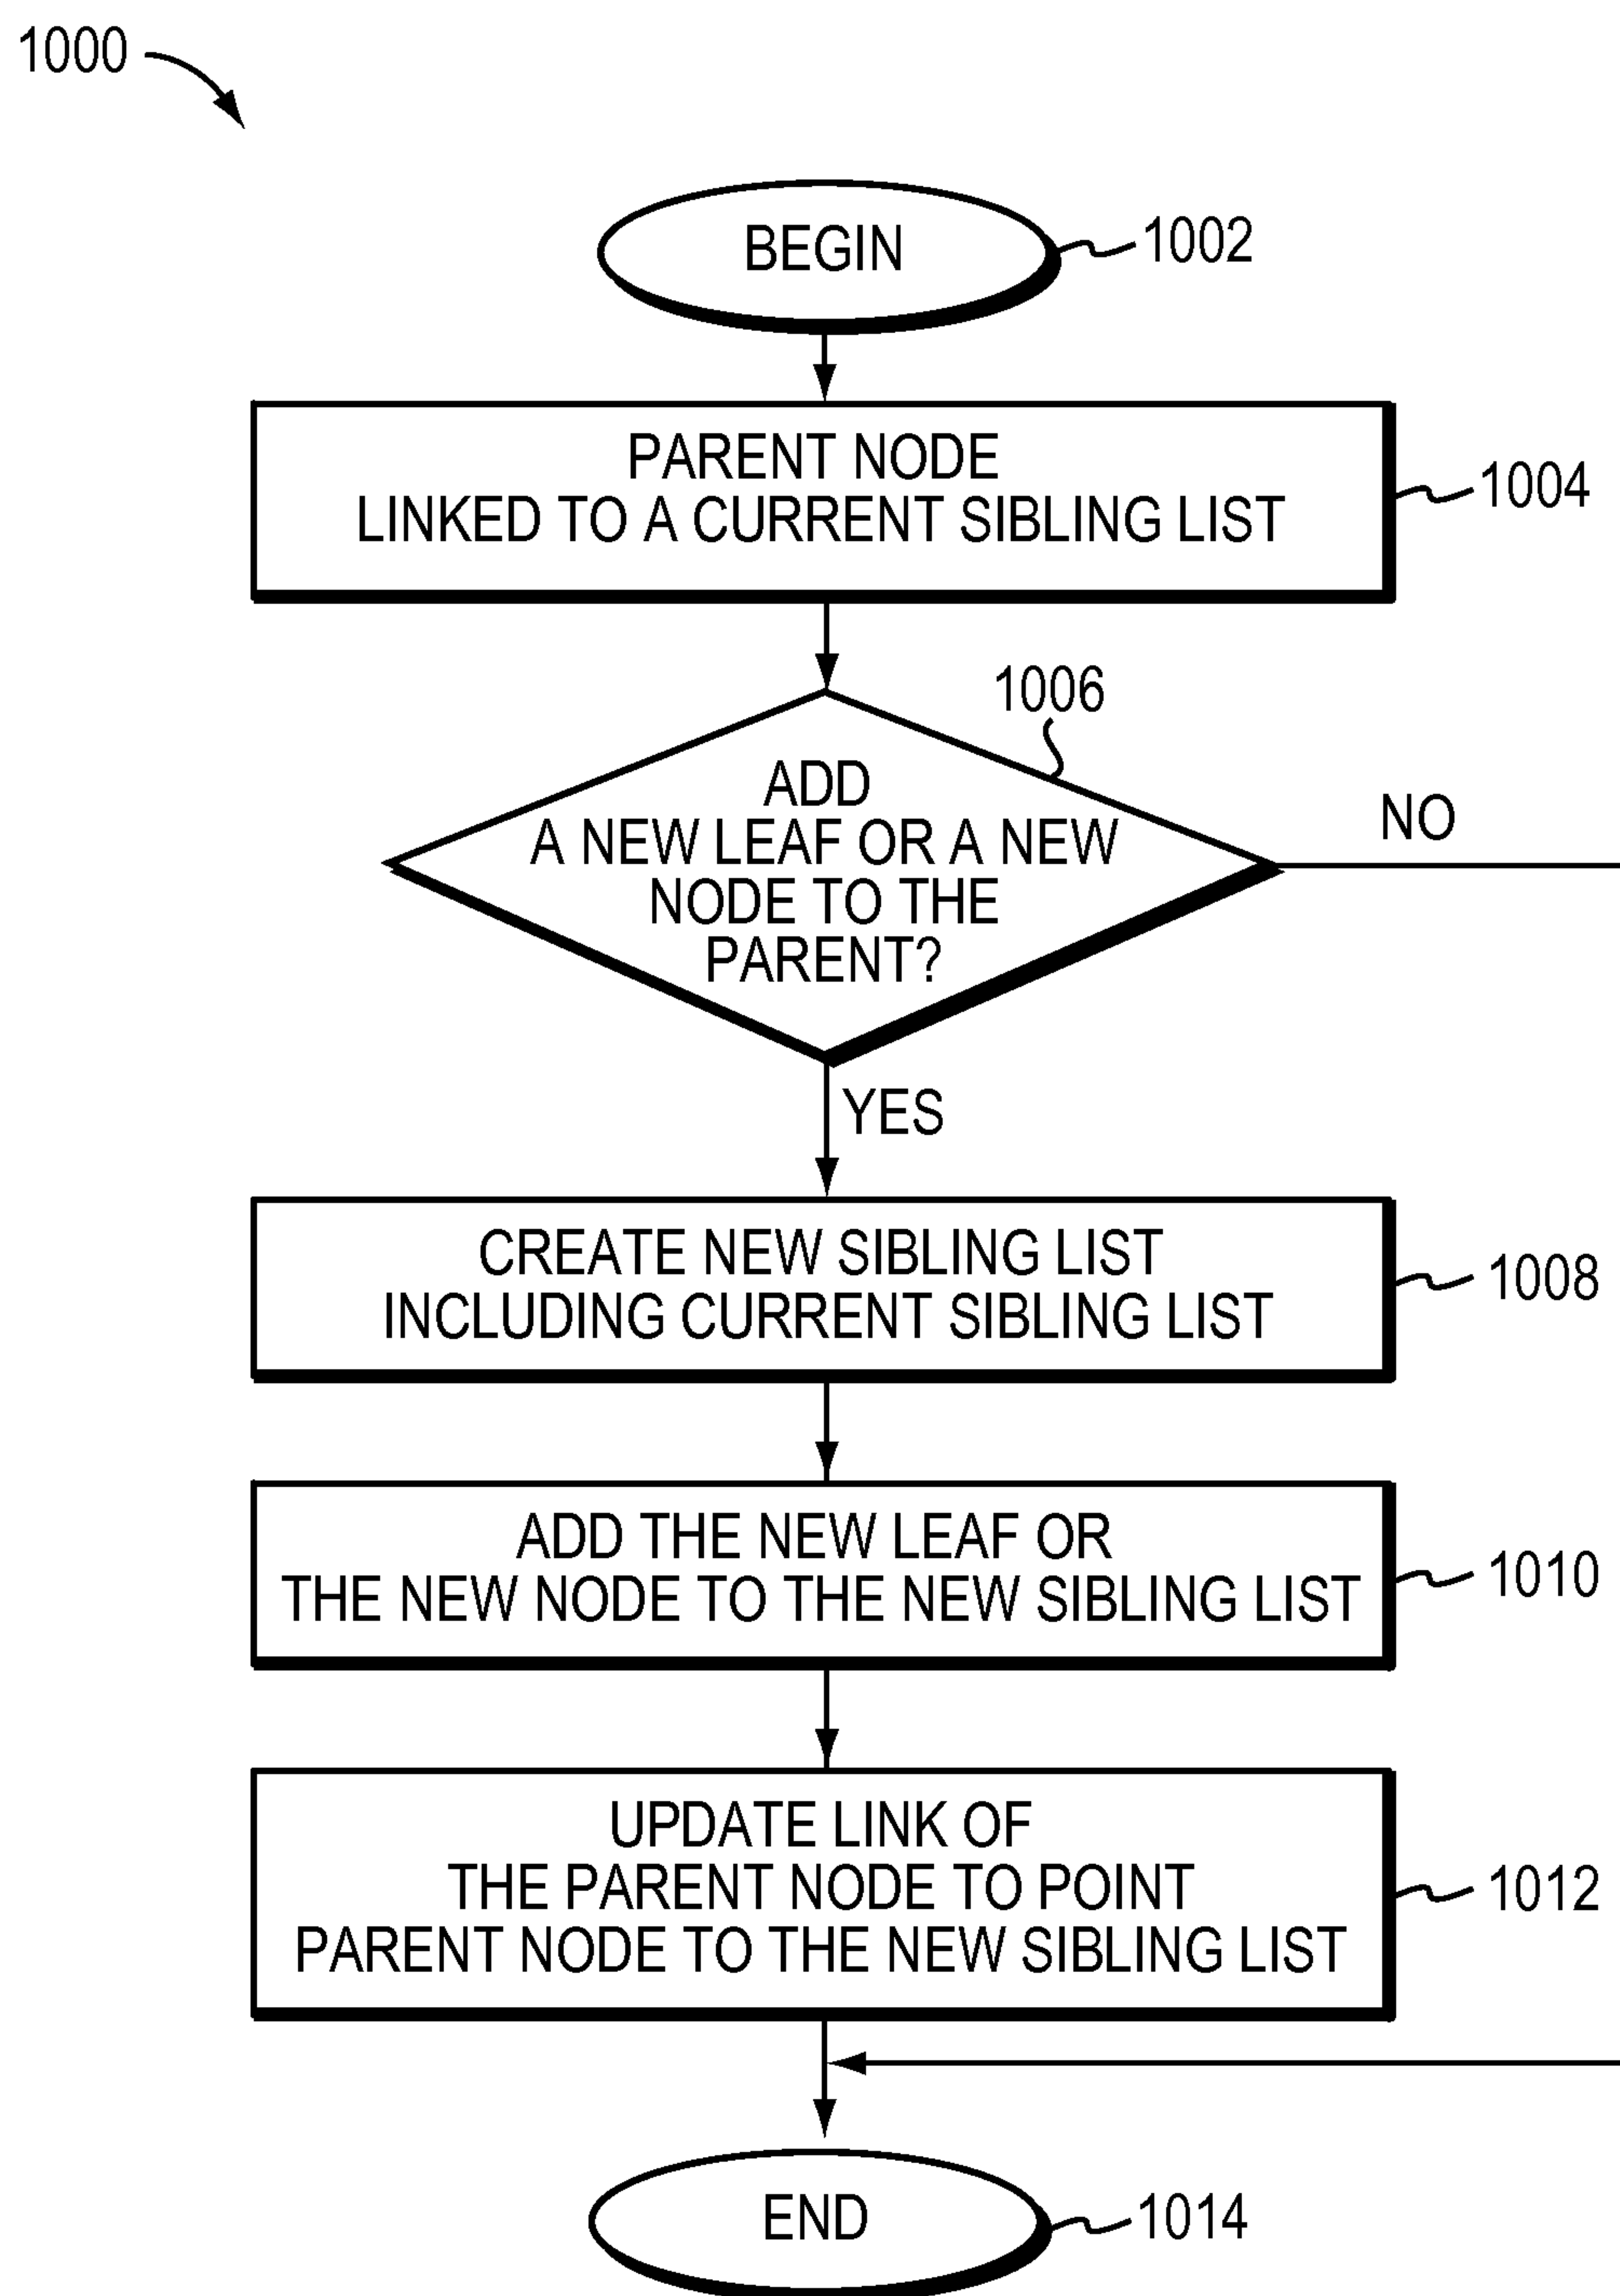 1000
BEGIN
1002
PARENT NODE
LINKED TO A CURRENT SIBLING LIST
1004
1006
ADD
A NEW LEAF OR A NEW
NODE TO THE
PARENT?
NO
YES
CREATE NEW SIBLING LIST
INCLUDING CURRENT SIBLING LIST
1008
ADD THE NEW LEAF OR
THE NEW NODE TO THE NEW SIBLING LIST
1010
UPDATE LINK OF
THE PARENT NODE TO POINT
PARENT NODE TO THE NEW SIBLING LIST
1012
END
1014